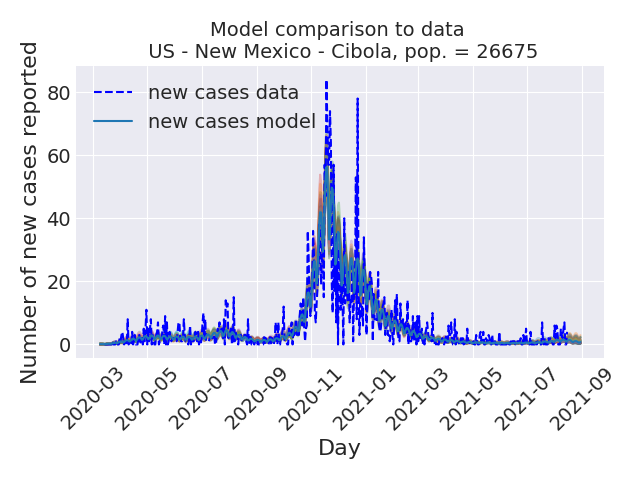 Model comparison to data
US - New Mexico - Cibola, pop. = 26675
Number of new cases reported
80
60
40
20
0
new cases data
new cases model
2020-03
2020-05
2020-07
2020-09
2020-11
2021-01
2021-03
2021-05
2021-07
2021-09
Day